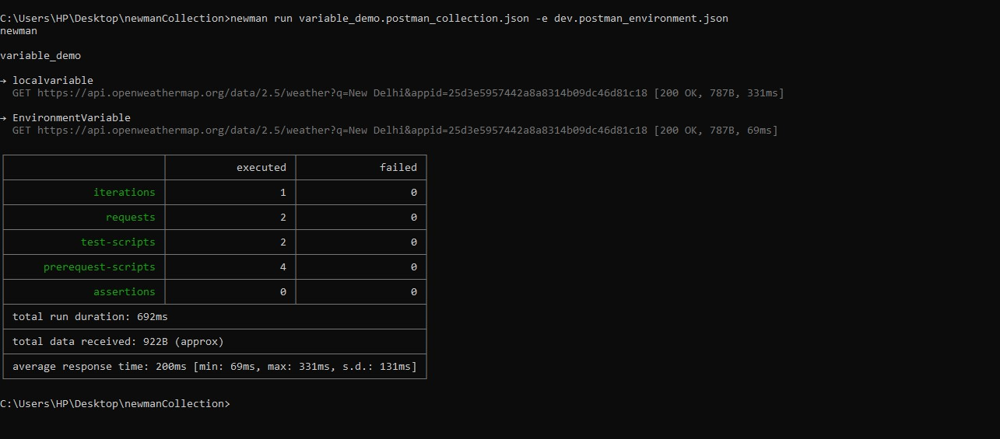 C:\Users\HP\Desktop\newmanCollection>newman run variable_demo.postman_collection.json -e dev.postman_environment.json
newman
variable_demo
→ localvariable
GET https://api.openweathermap.org/data/2.5/weather?q=New Delhi&appid=25d3e5957442a8a8314b09dc46d81c18 [200 OK, 787B, 331ms]
→ EnvironmentVariable
GET https://api.openweathermap.org/data/2.5/weather?q=New Delhi&appid=25d3e5957442a8a8314b09dc46d81c18 [200 OK, 787B, 69ms]
executed failed
iterations 1 0
requests 2 0
test-scripts 2 0
prerequest-scripts 4 0
assertions 0 0
total run duration: 692ms
total data received: 922B (approx)
average response time: 200ms [min: 69ms, max: 331ms, s.d.: 131ms]
C:\Users\HP\Desktop\newmanCollection>